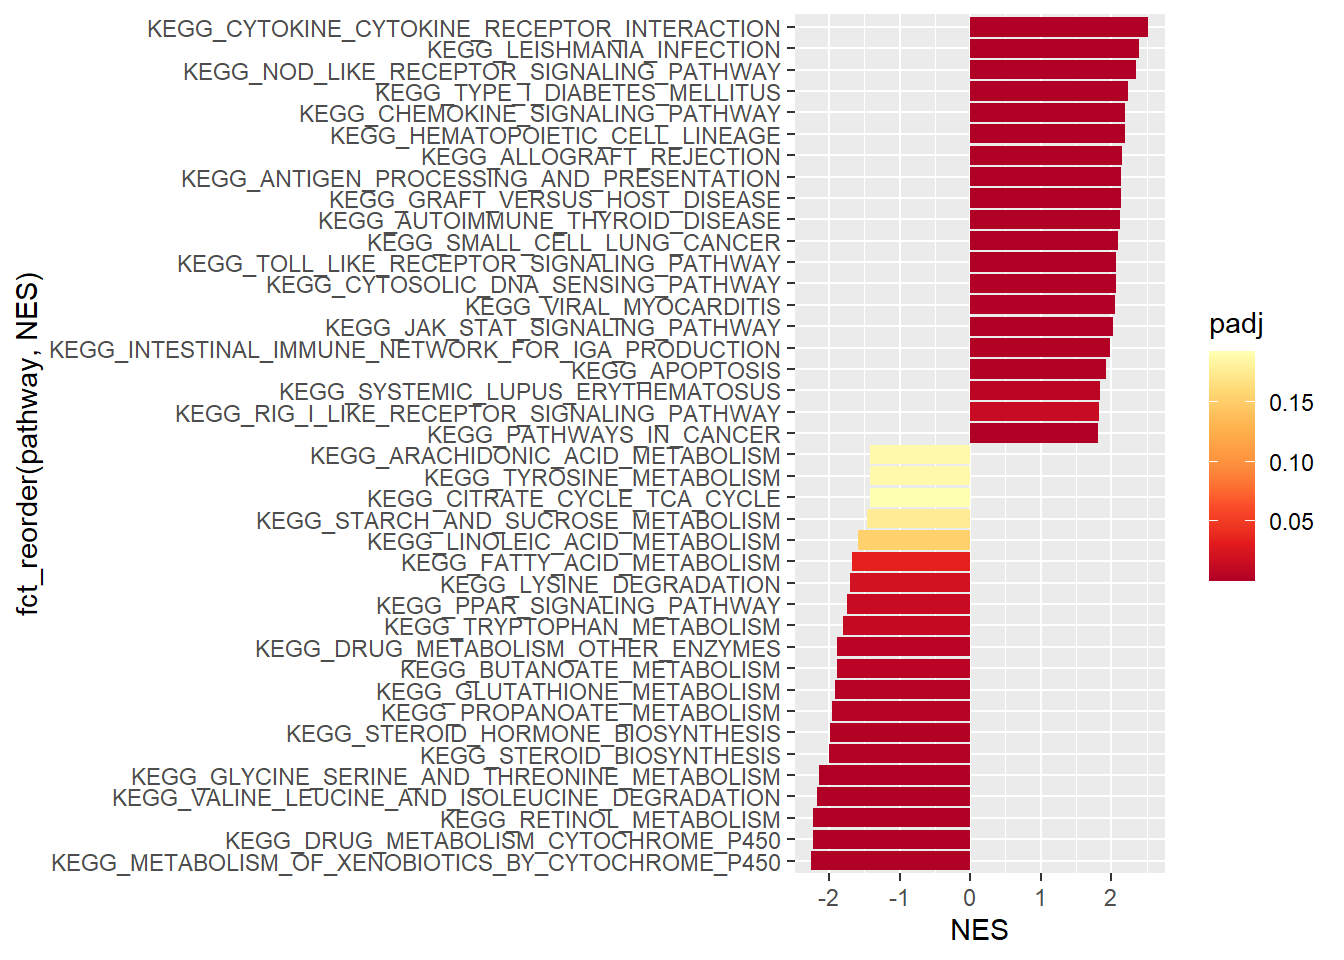 KEGG_CYTOKINE_CYTOKINE_RECEPTOR_INTERACTION
KEGG_LEISHMANIA_INFECTION
KEGG_NOD_LIKE_RECEPTOR_SIGNALING_PATHWAY
KEGG_TYPE_I_DIABETES_MELLITUS
KEGG_CHEMOKINE_SIGNALING_PATHWAY
KEGG_HEMATOPOIETIC_CELL_LINEAGE
KEGG_ALLOGRAFT_REJECTION
KEGG_ANTIGEN_PROCESSING_AND_PRESENTATION
KEGG_GRAFT_VERSUS_HOST_DISEASE
KEGG_AUTOIMMUNE_THYROID_DISEASE
KEGG_SMALL_CELL_LUNG_CANCER
KEGG_TOLL_LIKE_RECEPTOR_SIGNALING_PATHWAY
KEGG_CYTOSOLIC_DNA_SENSING_PATHWAY
KEGG_VIRAL_MYOCARDITIS
KEGG_JAK_STAT_SIGNALING_PATHWAY
KEGG_INTESTINAL_IMMUNE_NETWORK_FOR_IGA_PRODUCTION
KEGG_APOPTOSIS
KEGG_SYSTEMIC_LUPUS_ERYTHEMATOSUS
KEGG_RIG_I_LIKE_RECEPTOR_SIGNALING_PATHWAY
KEGG_PATHWAYS_IN_CANCER
KEGG_ARACHIDONIC_ACID_METABOLISM
KEGG_TYROSINE_METABOLISM
KEGG_CITRATE_CYCLE_TCA_CYCLE
KEGG_STARCH_AND_SUCROSE_METABOLISM
KEGG_LINOLEIC_ACID_METABOLISM
KEGG_FATTY_ACID_METABOLISM
KEGG_LYSINE_DEGRADATION
KEGG_PPAR_SIGNALING_PATHWAY
KEGG_TRYPTOPHAN_METABOLISM
KEGG_DRUG_METABOLISM_OTHER_ENZYMES
KEGG_BUTANOATE_METABOLISM
KEGG_GLUTATHIONE_METABOLISM
KEGG_PROPANOATE_METABOLISM
KEGG_STEROID_HORMONE_BIOSYNTHESIS
KEGG_STEROID_BIOSYNTHESIS
KEGG_GLYCINE_SERINE_AND_THREONINE_METABOLISM
KEGG_VALINE_LEUCINE_AND_ISOLEUCINE_DEGRADATION
KEGG_RETINOL_METABOLISM
KEGG_DRUG_METABOLISM_CYTOCHROME_P450
KEGG_METABOLISM_OF_XENOBIOTICS_BY_CYTOCHROME_P450
fct_reorder(pathway, NES)
-2 -1 0 1 2
NES
padj
0.15
0.10
0.05